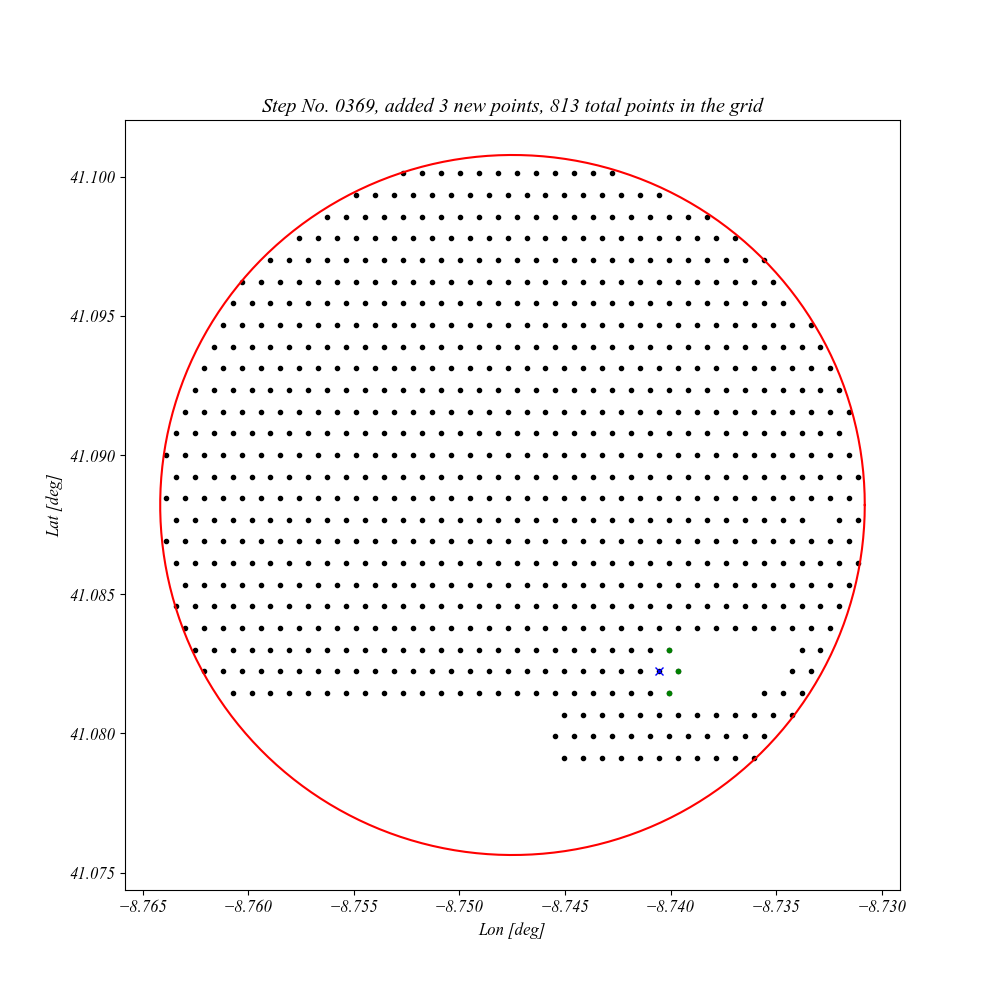 Step No. 0369, added 3 new points, 813 total points in the grid
41.100
41.095
41.090
41.085
41.080
41.075
Lat [deg]
−8.765 −8.760 −8.755 −8.750 −8.745 −8.740 −8.735 −8.730
Lon [deg]